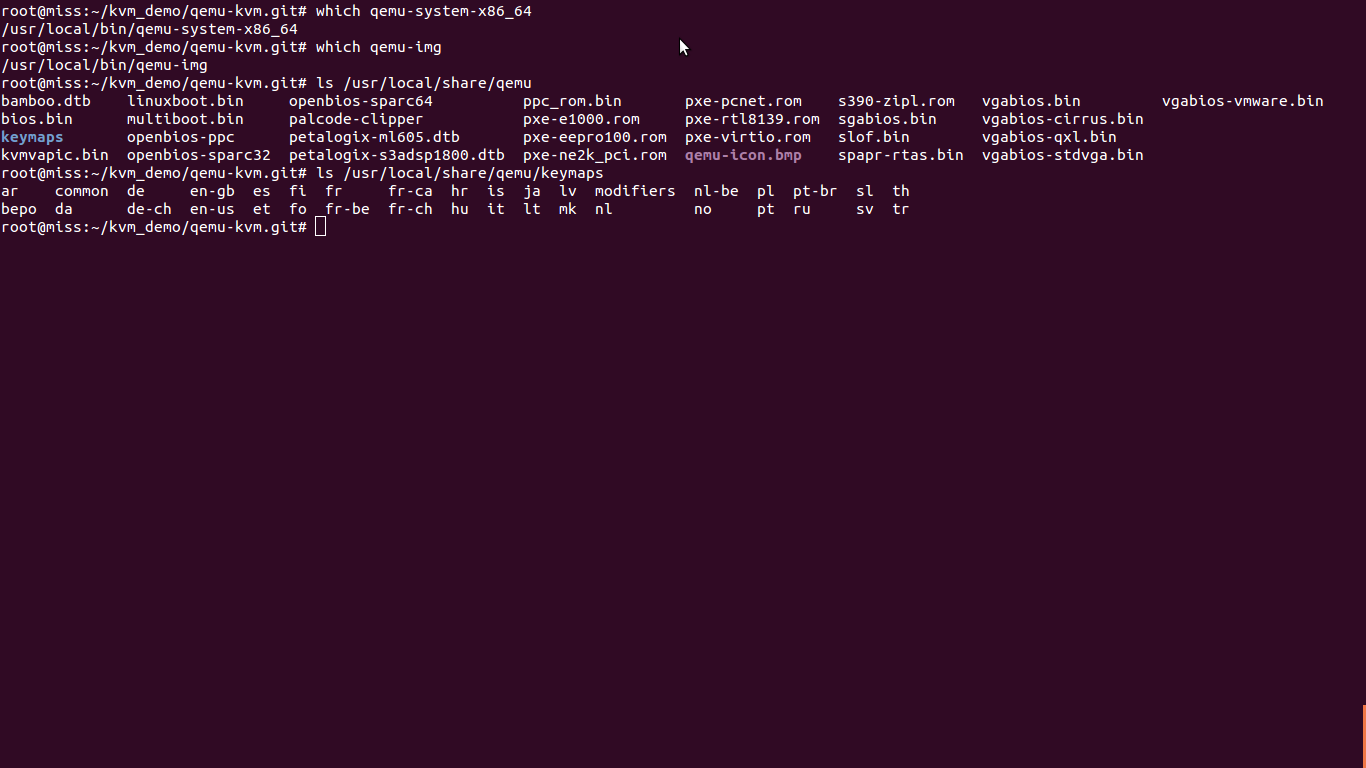 root@miss:~/kvm_demo/qemu-kvm.git# which qemu-system-x86_64
/usr/local/bin/qemu-system-x86_64
root@miss:~/kvm_demo/qemu-kvm.git# which qemu-img
/usr/local/bin/qemu-img
root@miss:~/kvm_demo/qemu-kvm.git# ls /usr/local/share/qemu
bamboo.dtb    linuxboot.bin     openbios-sparc64          ppc_rom.bin       pxe-pcnet.rom    s390-zipl.rom   vgabios.bin         vgabios-vmware.bin
bios.bin      multiboot.bin     palcode-clipper           pxe-e1000.rom     pxe-rtl8139.rom  sgabios.bin     vgabios-cirrus.bin
keymaps       openbios-ppc      petalogix-ml605.dtb       pxe-eepro100.rom  pxe-virtio.rom   slof.bin        vgabios-qxl.bin
kvmvapic.bin  openbios-sparc32  petalogix-s3adsp1800.dtb  pxe-ne2k_pci.rom  qemu-icon.bmp    spapr-rtas.bin  vgabios-stdvga.bin
root@miss:~/kvm_demo/qemu-kvm.git# ls /usr/local/share/qemu/keymaps
ar    common  de     en-gb  es  fi  fr     fr-ca  hr  is  ja  lv  modifiers  nl-be  pl  pt-br  sl  th
bepo  da      de-ch  en-us  et  fo  fr-be  fr-ch  hu  it  lt  mk  nl         no     pt  ru     sv  tr
root@miss:~/kvm_demo/qemu-kvm.git#